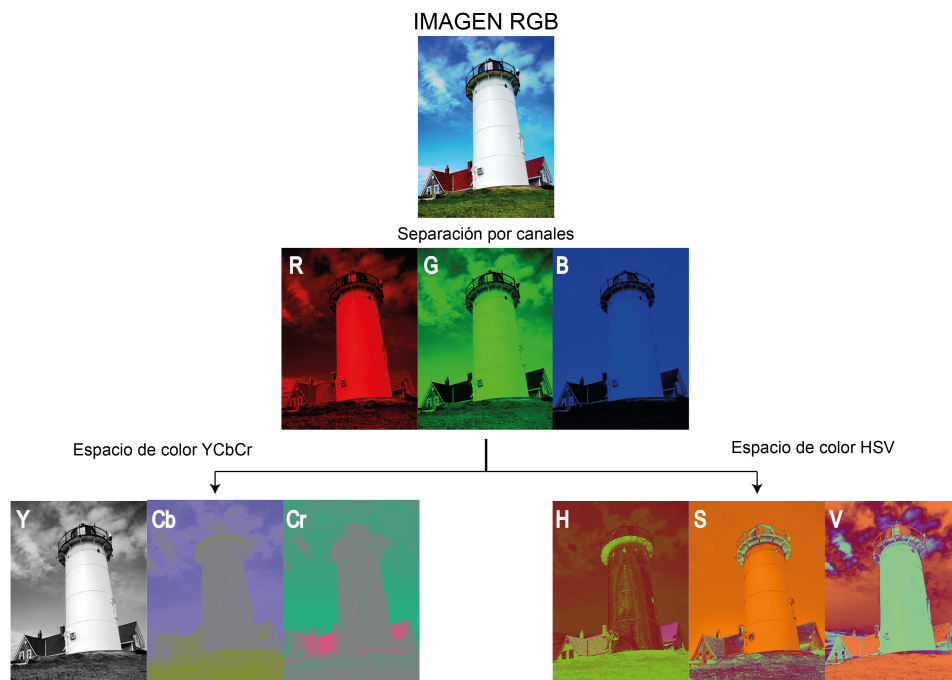 IMAGEN RGB
Separación por canales
R G B
Espacio de color YCbCr
Espacio de color HSV
Y Cb Cr
H S V